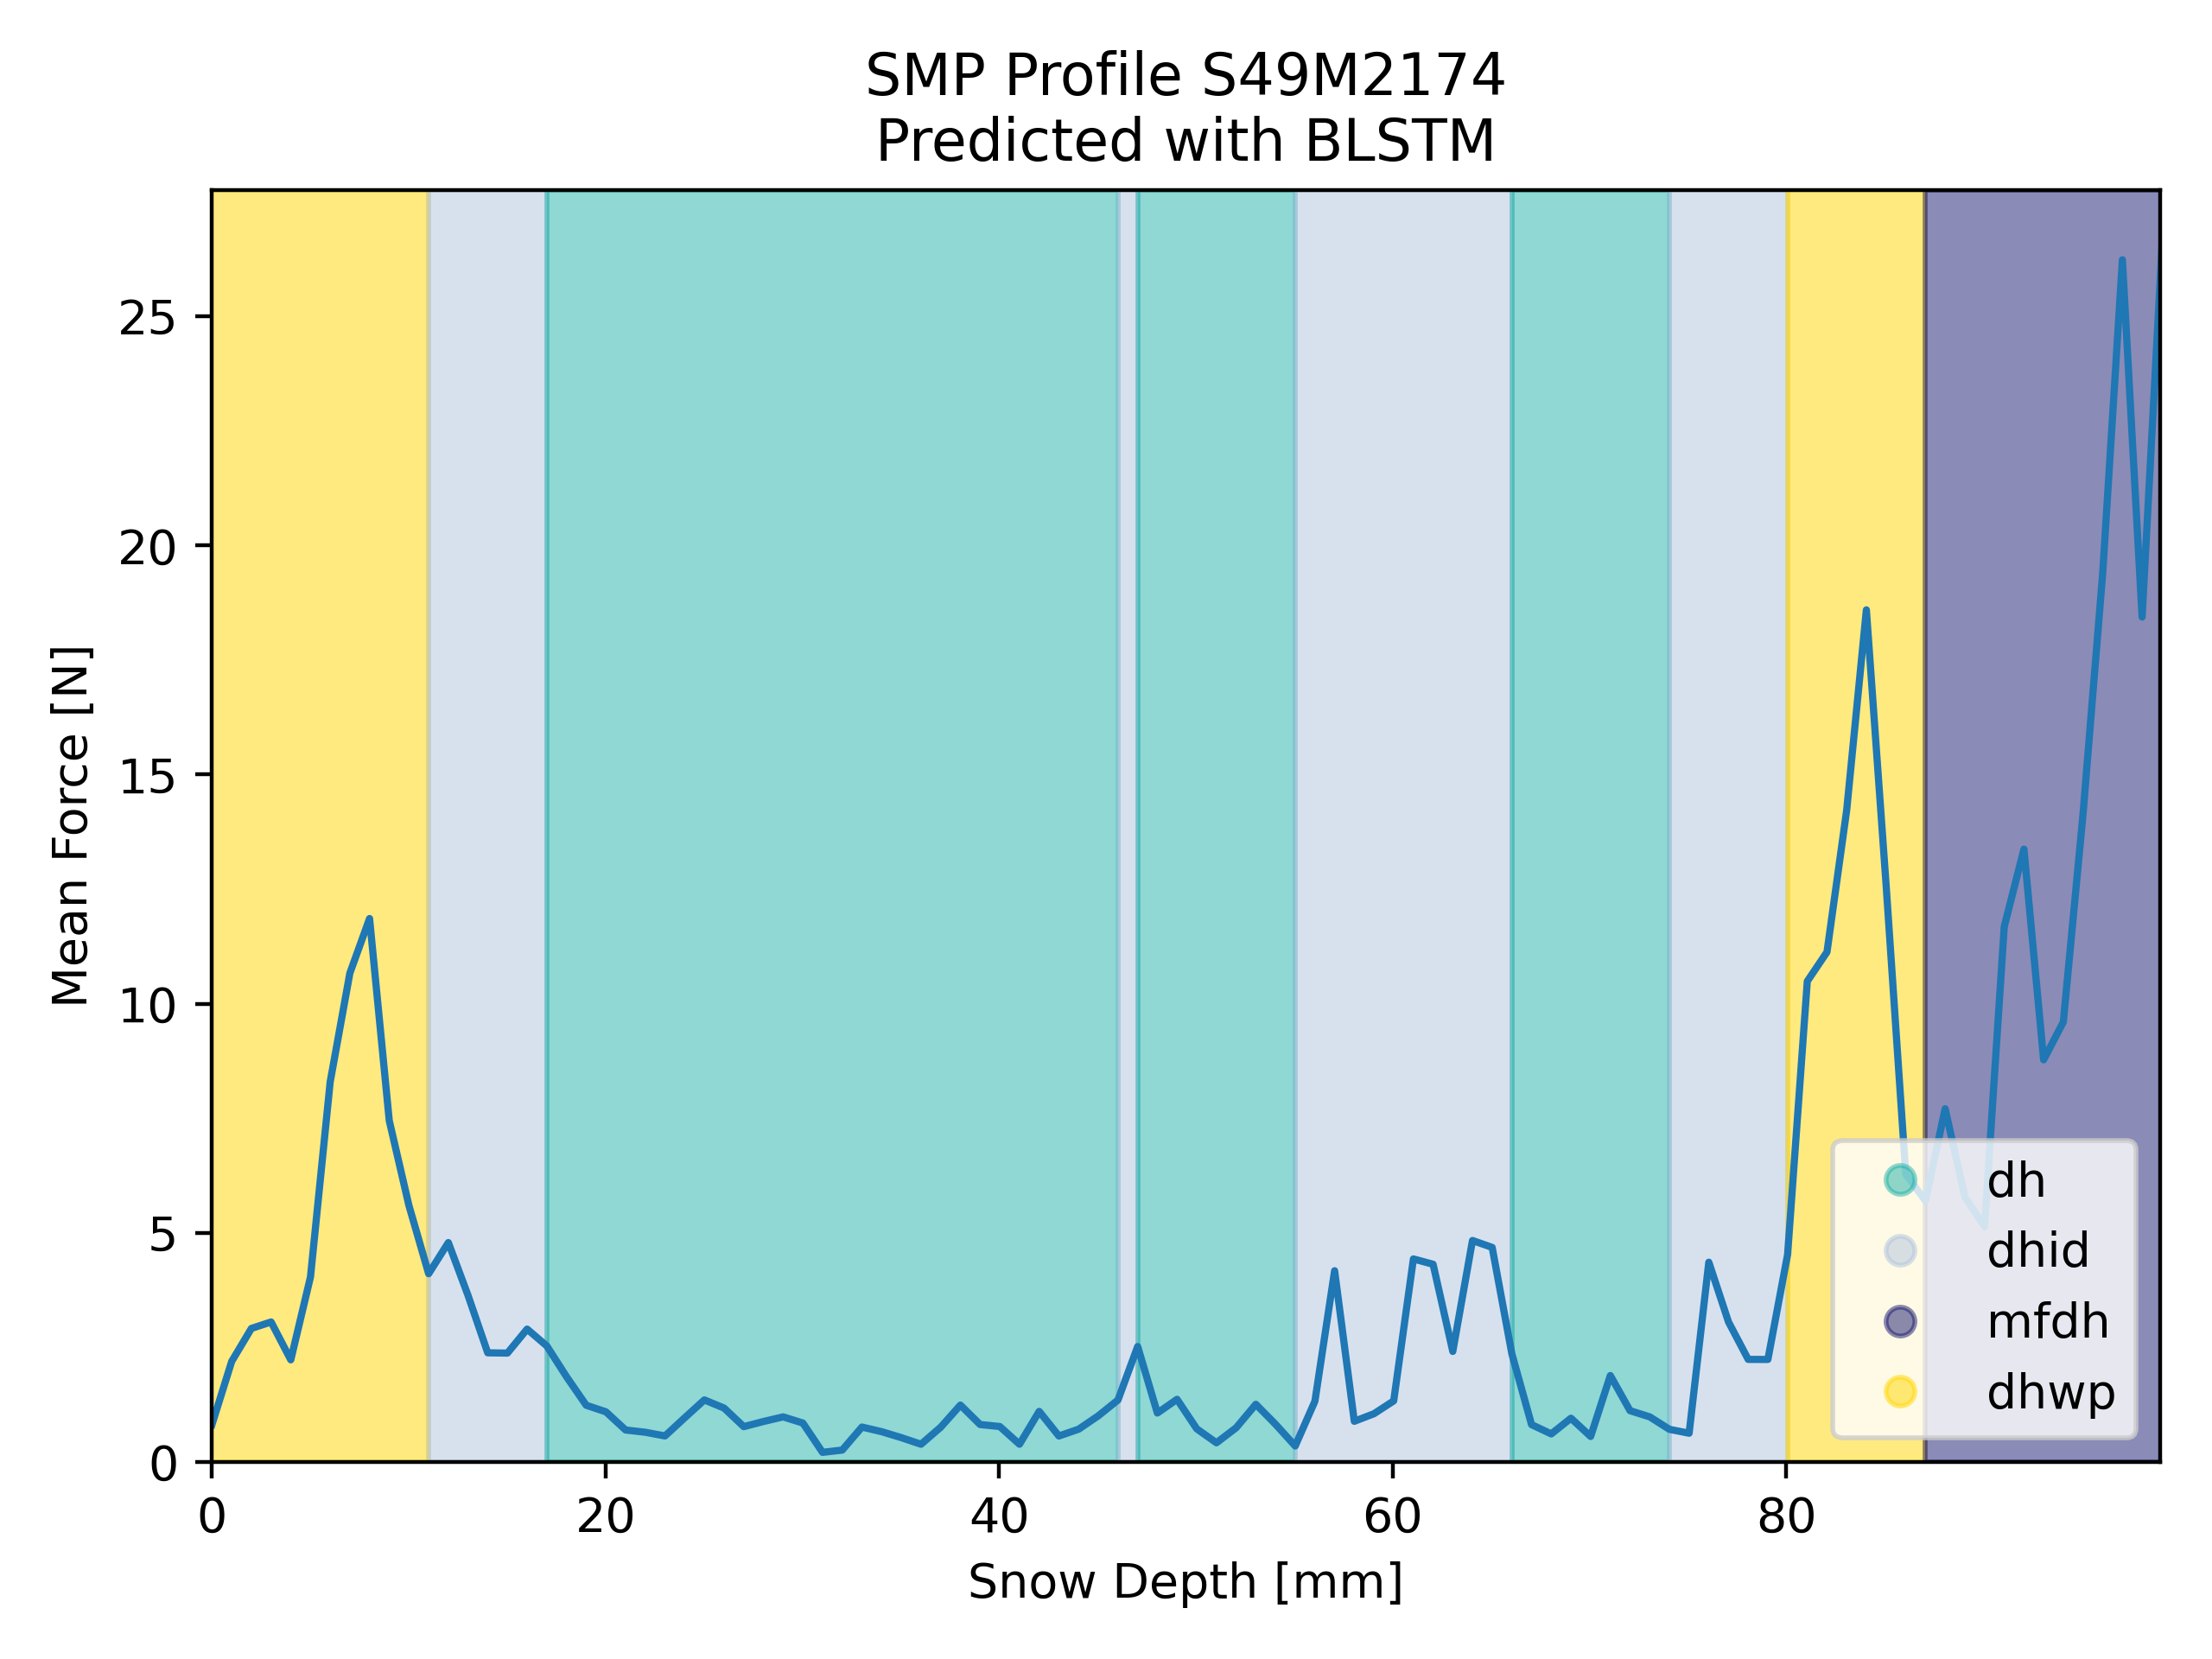 SMP Profile S49M2174
Predicted with BLSTM
Mean Force [N]
25
20
15
10
5
0
0 20 40 60 80
Snow Depth [mm]
dh
dhid
mfdh
dhwp